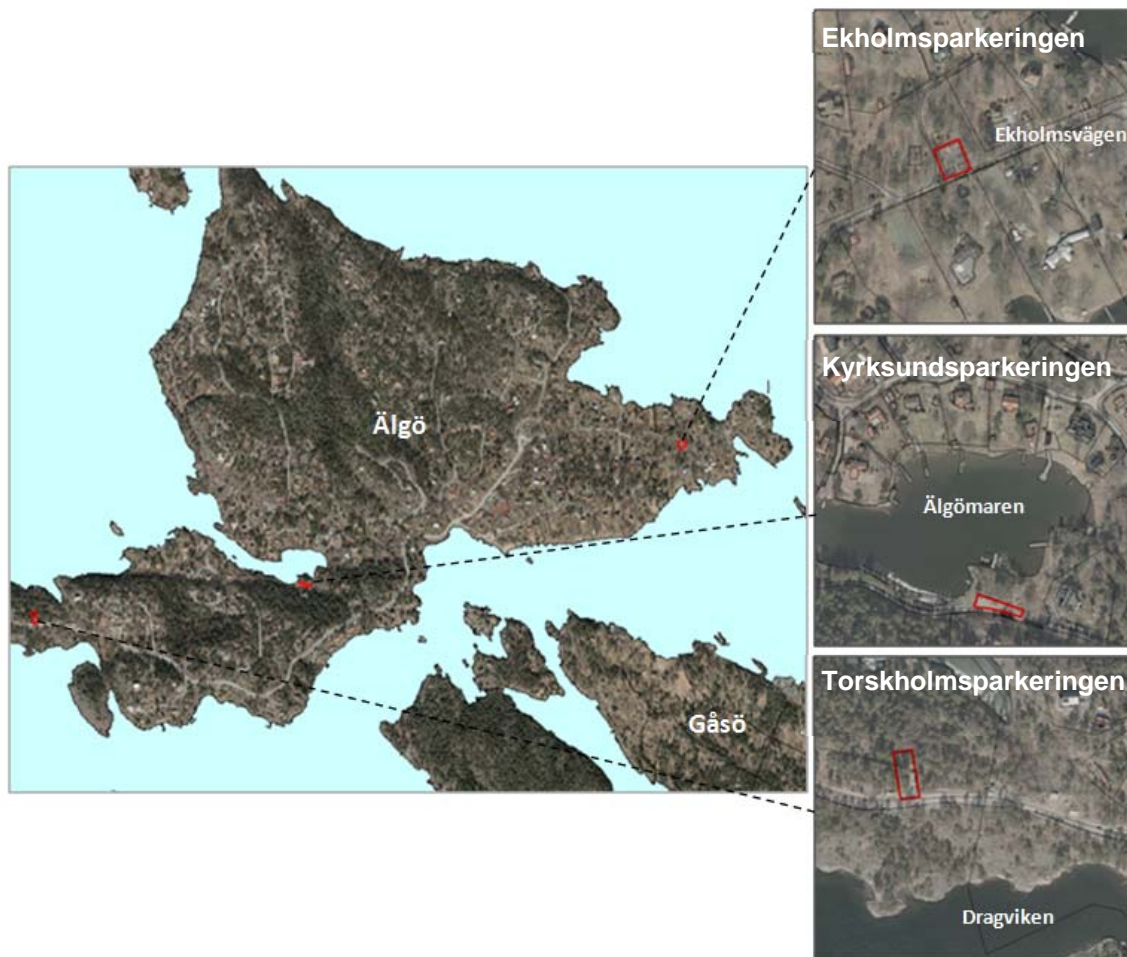 Älgö
Gåsö
Ekholmsparkeringen
Ekholmsvägen
Kyrksundsparkeringen
Älgömaren
Torskholmsparkeringen
Dragviken